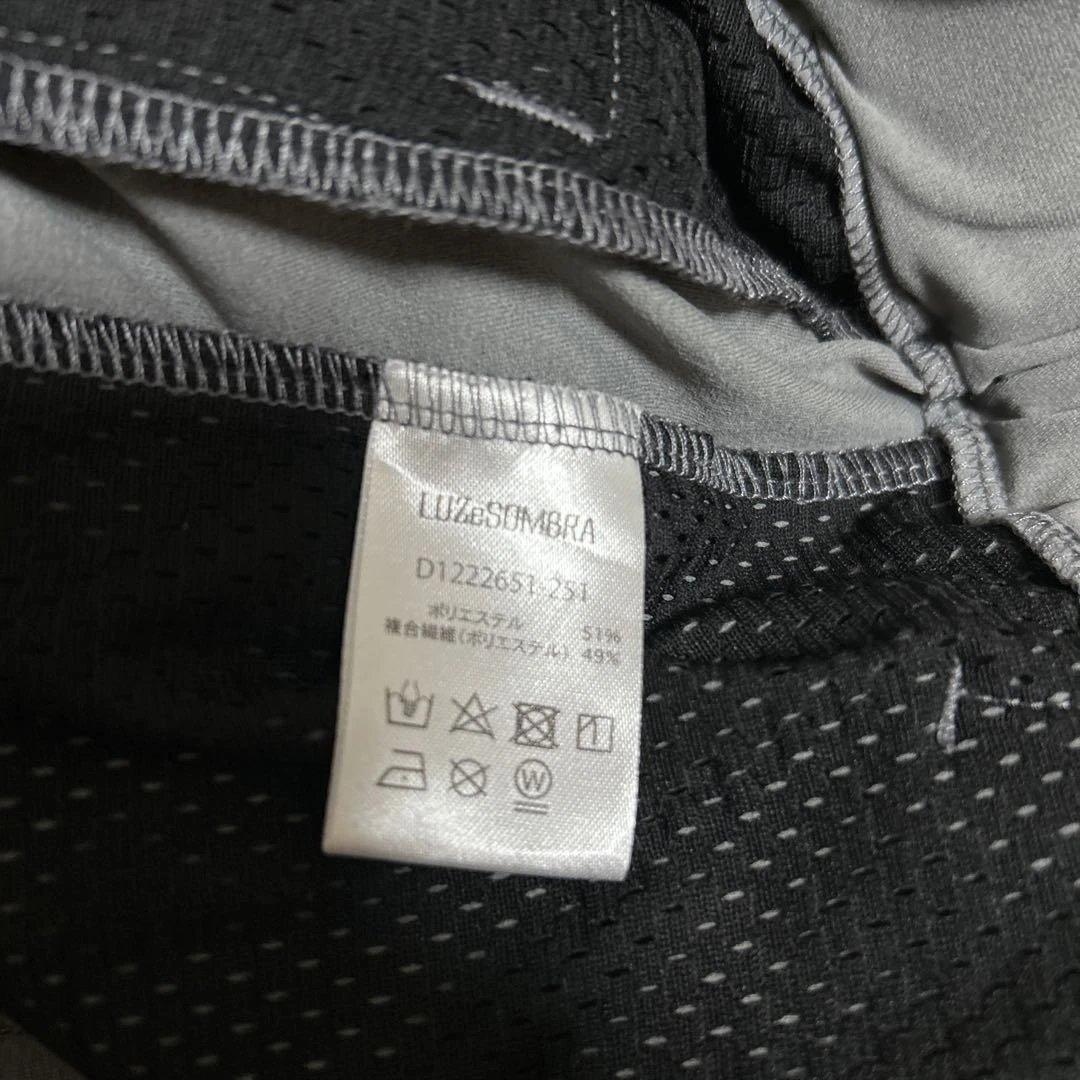 LUZeSOMBRA
D1222651-251
ポリエステル 51%
複合繊維(ポリエステル) 49%
W